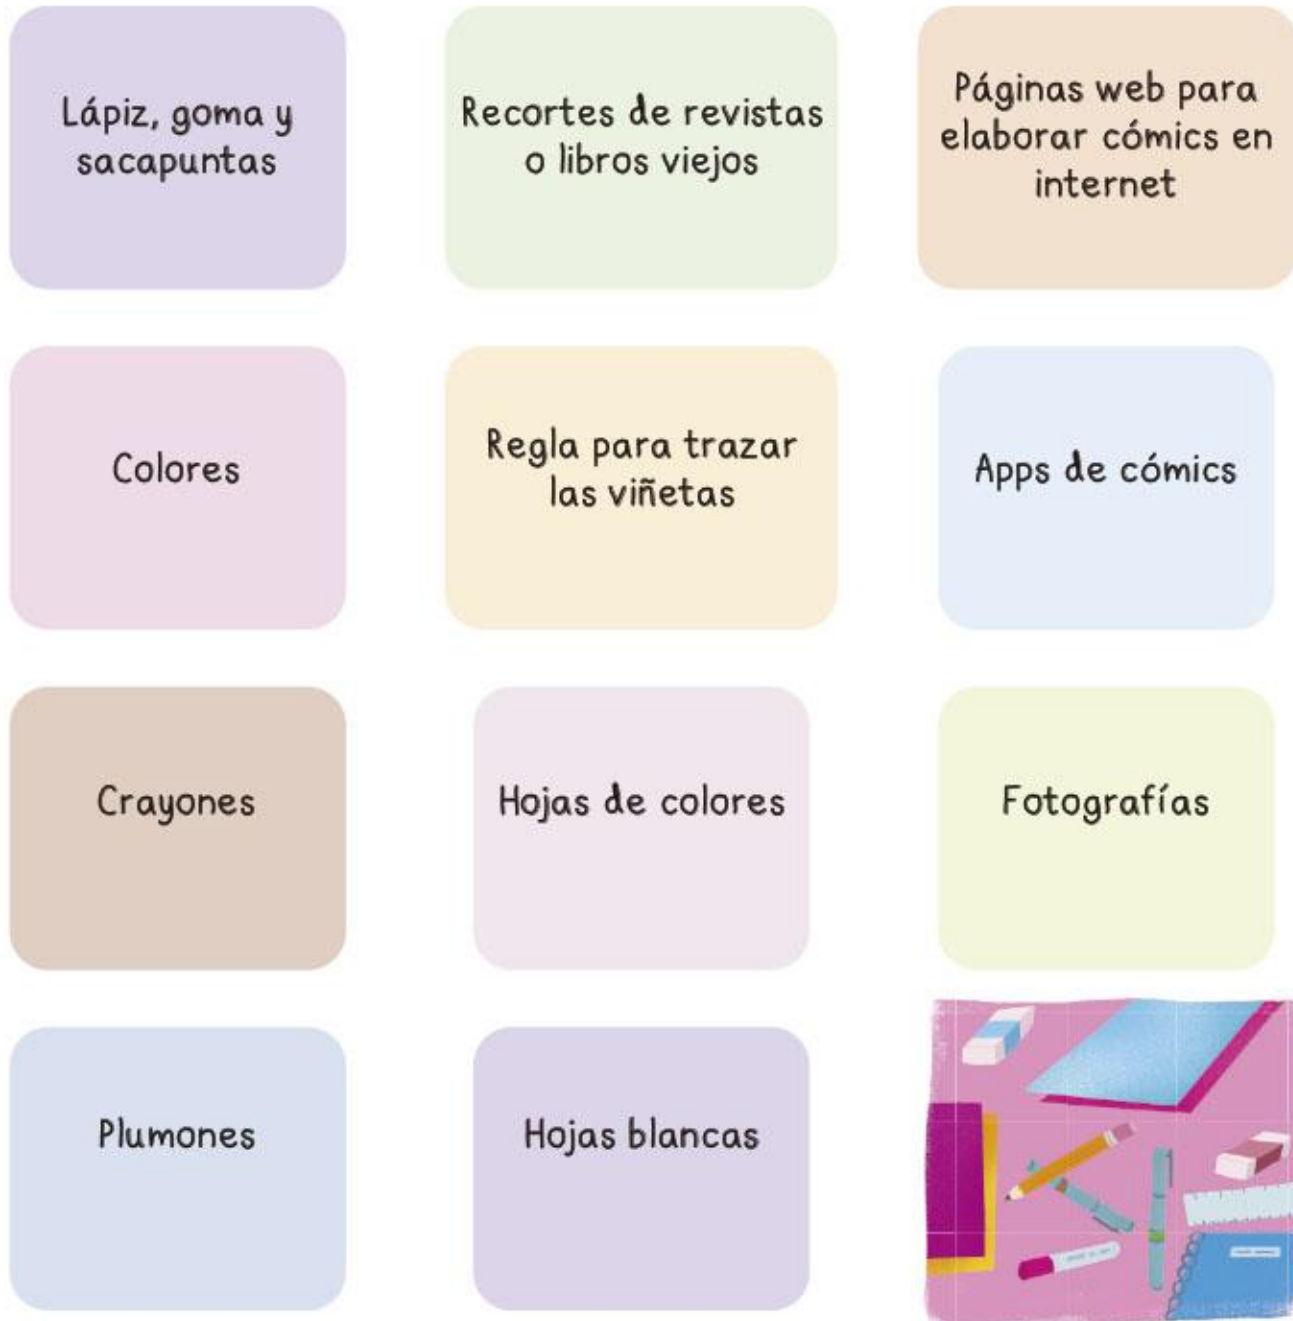 Lápiz, goma y
sacapuntas
Recortes de revistas
o libros viejos
Páginas web para
elaborar cómics en
internet
Colores
Regla para trazar
las viñetas
Apps de cómics
Crayones
Hojas de colores
Fotografías
Plumones
Hojas blancas